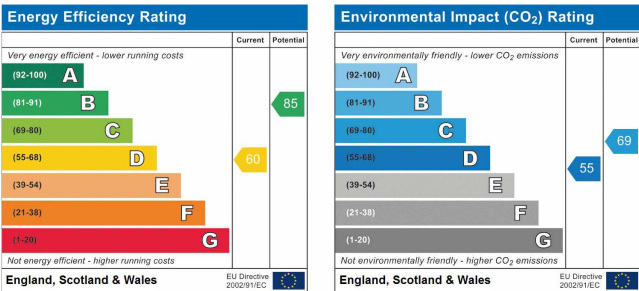 Energy Efficiency Rating
Current Potential
Very energy efficient - lower running costs
(92-100) A
(81-91) B
85
(69-80) C
(55-68) D
60
(39-54) E
(21-38) F
(1-20) G
Not energy efficient - higher running costs
England, Scotland & Wales
EU Directive
2002/91/EC
Environmental Impact (CO₂) Rating
Current Potential
Very environmentally friendly - lower CO₂ emissions
(92-100) A
(81-91) B
(69-80) C
69
(55-68) D
55
(39-54) E
(21-38) F
(1-20) G
Not environmentally friendly - higher CO₂ emissions
England, Scotland & Wales
EU Directive
2002/91/EC